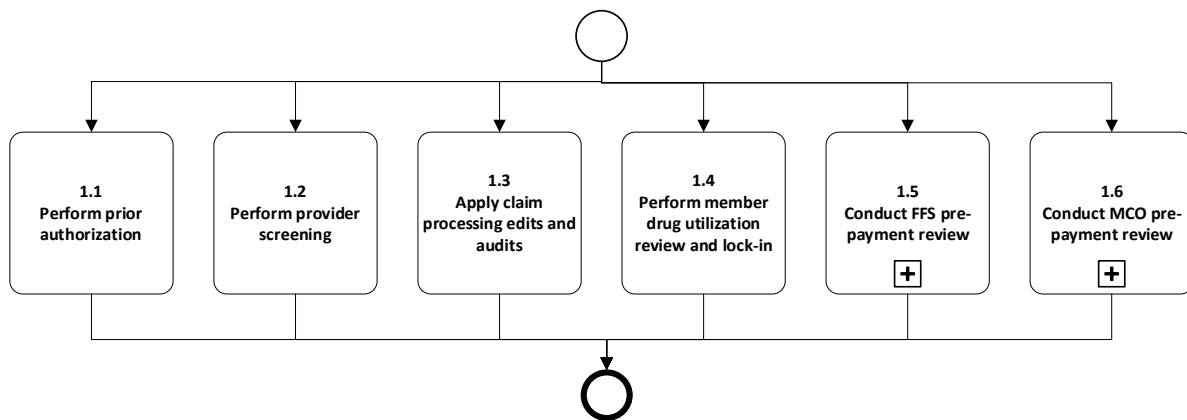 1.1
Perform prior
authorization
1.2
Perform provider
screening
1.3
Apply claim
processing edits and
audits
1.4
Perform member
drug utilization
review and lock-in
1.5
Conduct FFS pre-
payment review
1.6
Conduct MCO pre-
payment review